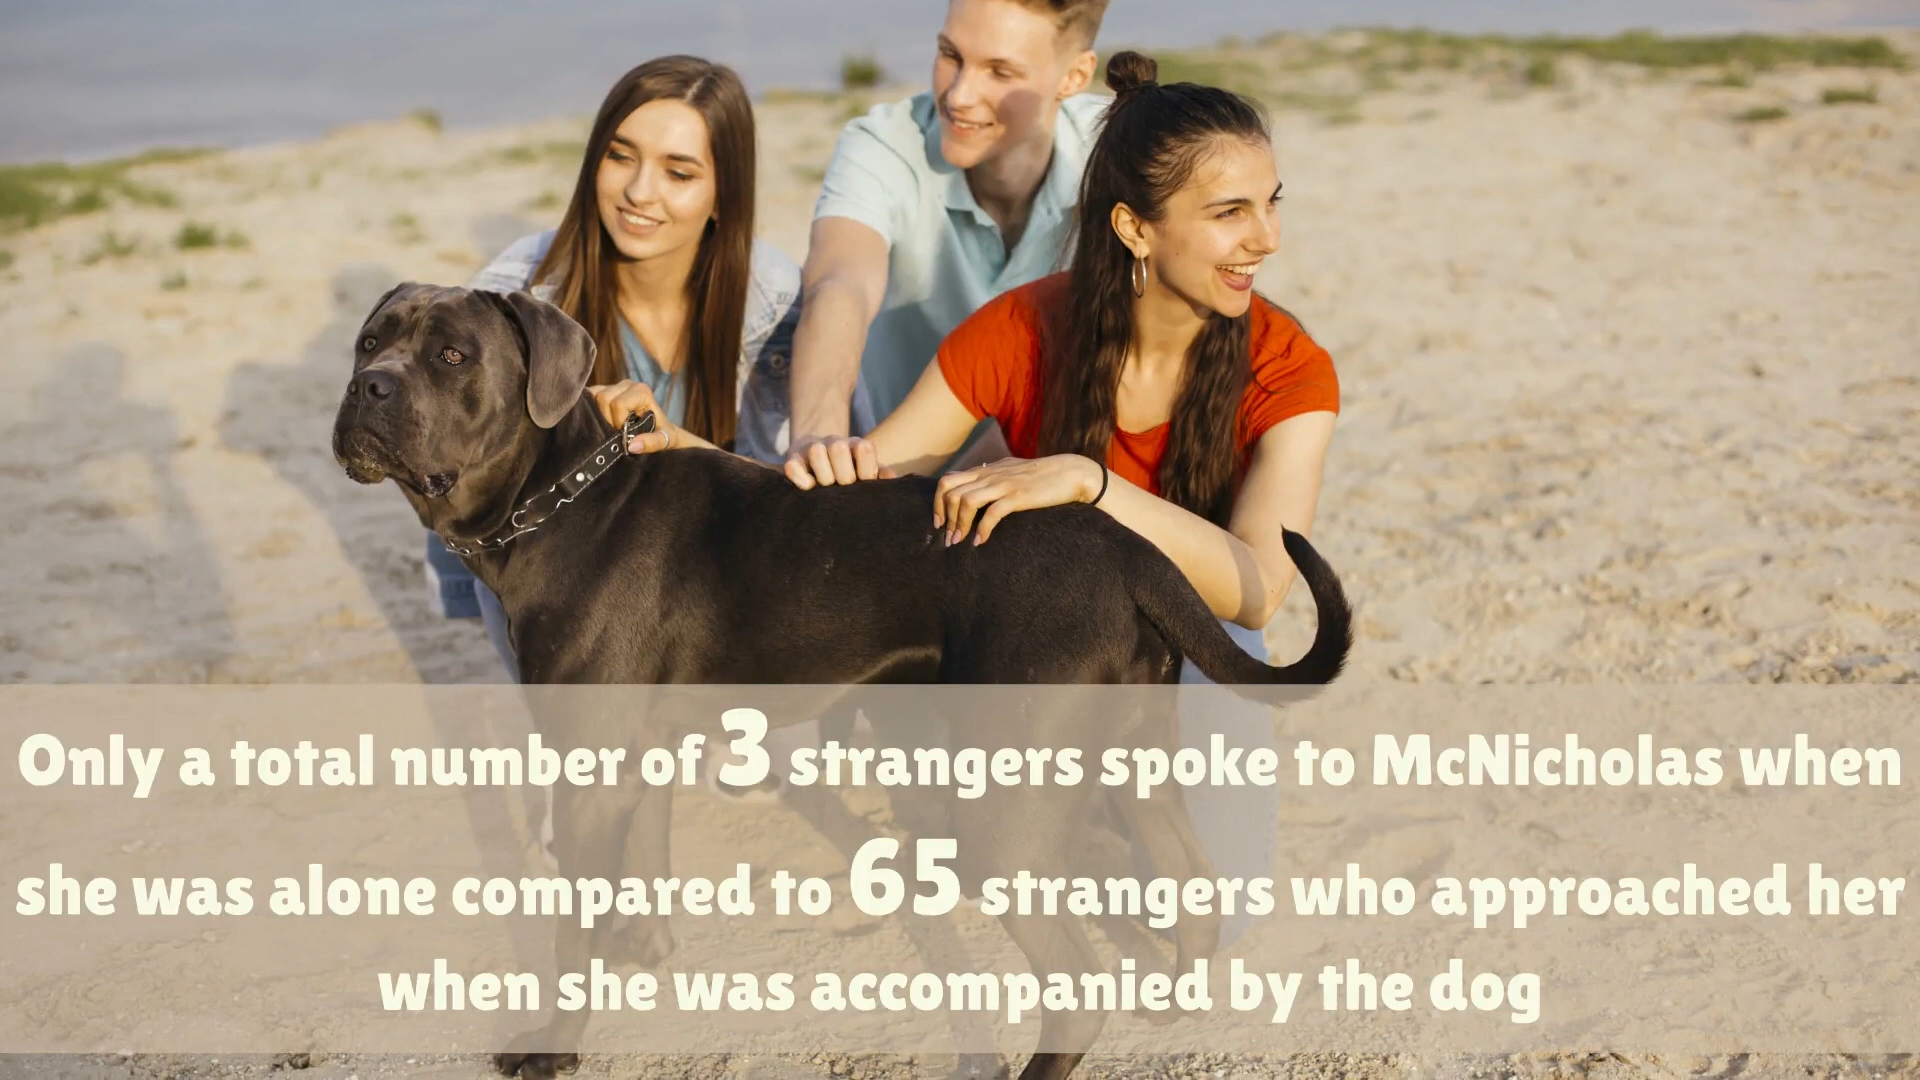 Only a total number of 3 strangers spoke to McNicholas when
she was alone compared to 65 strangers who approached her
when she was accompanied by the dog